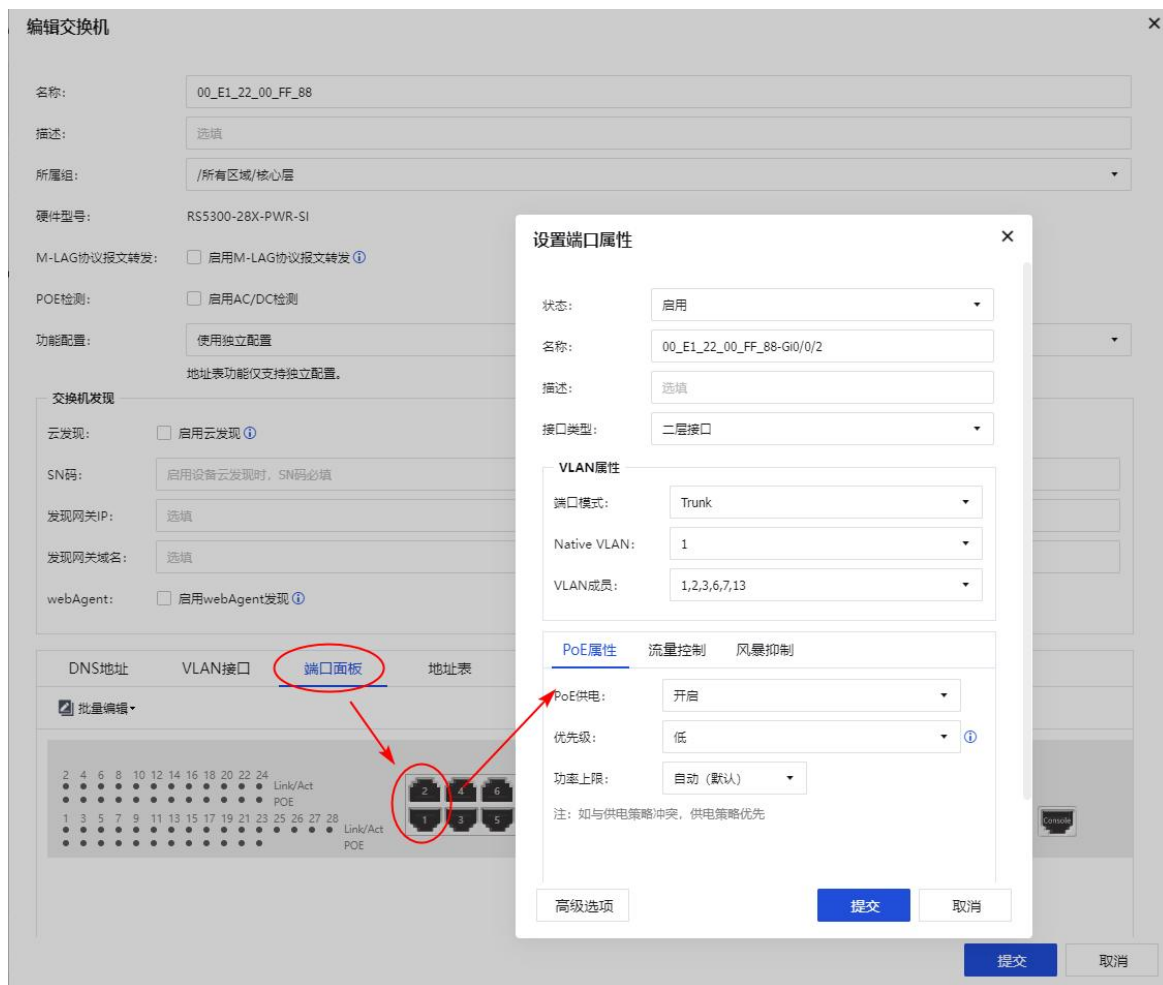 编辑交换机
名称: 00_E1_22_00_FF_88
描述: 选填
所属组: /所有区域/核心层
硬件型号: RS5300-28X-PWR-SI
M-LAG协议报文转发: 启用M-LAG协议报文转发
POE检测: 启用AC/DC检测
功能配置: 使用独立配置
地址表功能仅支持独立配置。
交换机发现
云发现: 启用云发现
SN码: 启用设备云发现时，SN码必填
发现网关IP: 选填
发现网关域名: 选填
webAgent: 启用webAgent发现
DNS地址 VLAN接口 端口面板 地址表
批量编辑
2 4 6 8 10 12 14 16 18 20 22 24
Link/Act
POE
1 3 5 7 9 11 13 15 17 19 21 23 25 26 27 28
Link/Act
POE
2 4 6
1 3 5
Console
提交 取消
设置端口属性
状态: 启用
名称: 00_E1_22_00_FF_88-Gi0/0/2
描述: 选填
接口类型: 二层接口
VLAN属性
端口模式: Trunk
Native VLAN: 1
VLAN成员: 1,2,3,6,7,13
PoE属性 流量控制 风暴抑制
PoE供电: 开启
优先级: 低
功率上限: 自动（默认）
注：如与供电策略冲突，供电策略优先
高级选项 提交 取消